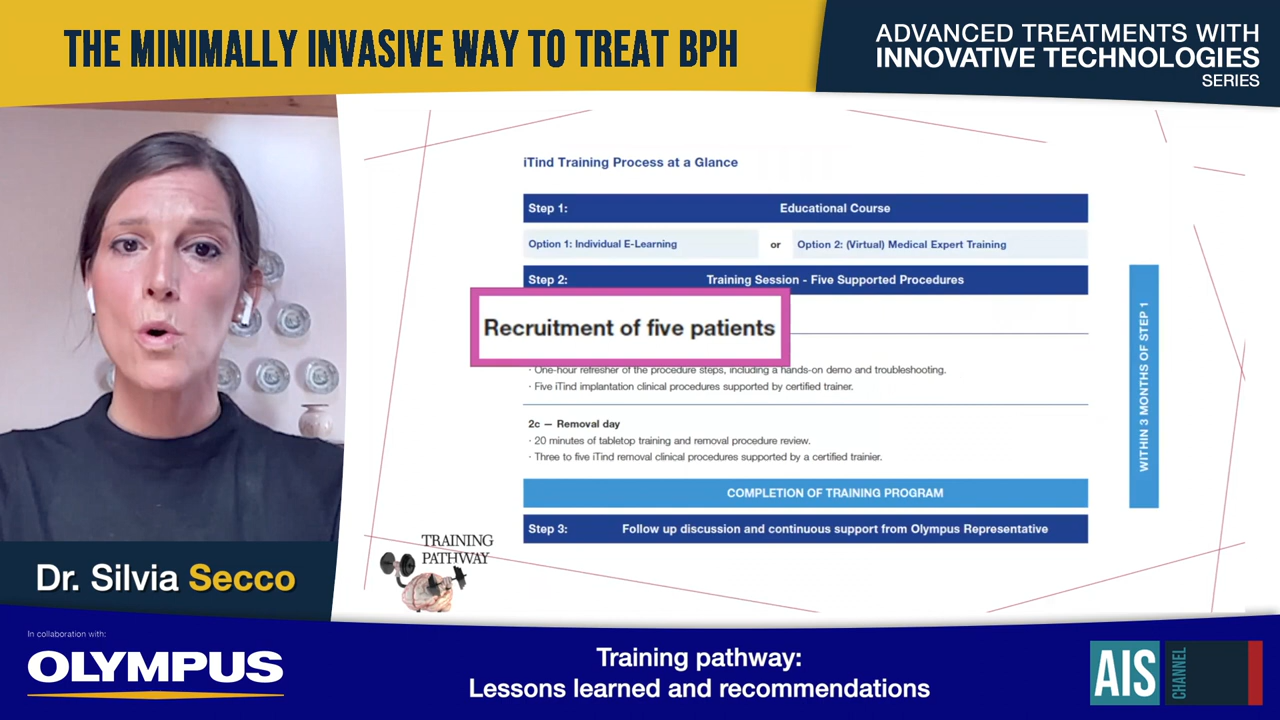 THE MINIMALLY INVASIVE WAY TO TREAT BPH
ADVANCED TREATMENTS WITH
INNOVATIVE TECHNOLOGIES
SERIES
iTind Training Process at a Glance
Step 1: Educational Course
Option 1: Individual E-Learning or Option 2: (Virtual) Medical Expert Training
Step 2: Training Session - Five Supported Procedures
Recruitment of five patients
· One-hour refresher of the procedure steps, including a hands-on demo and troubleshooting.
· Five iTind implantation clinical procedures supported by certified trainer.
2c — Removal day
· 20 minutes of tabletop training and removal procedure review.
· Three to five iTind removal clinical procedures supported by a certified trainier.
COMPLETION OF TRAINING PROGRAM
Step 3: Follow up discussion and continuous support from Olympus Representative
WITHIN 3 MONTHS OF STEP 1
TRAINING
PATHWAY
Dr. Silvia Secco
In collaboration with:
OLYMPUS
Training pathway:
Lessons learned and recommendations
AIS
CHANNEL